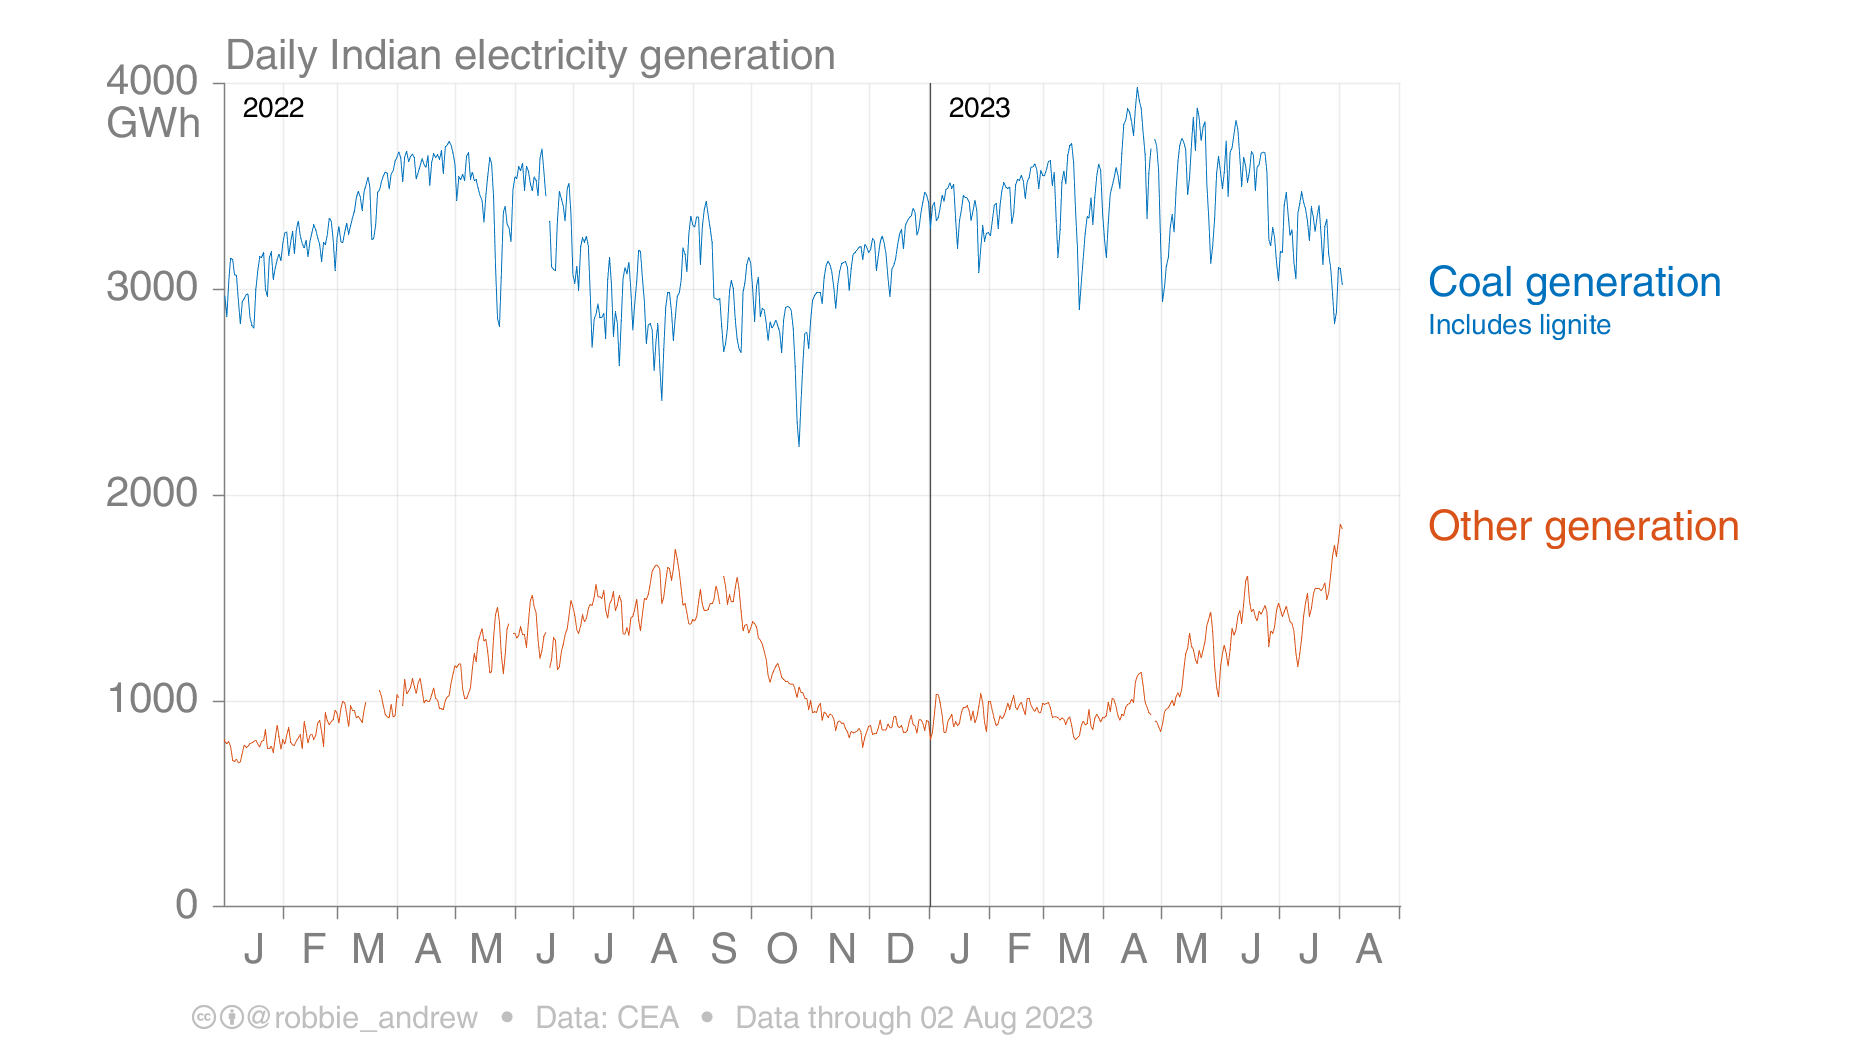 Daily Indian electricity generation
4000
GWh
2022
2023
3000
Coal generation
Includes lignite
2000
Other generation
1000
0
J F M A M J J A S O N D J F M A M J J A
cc @robbie_andrew • Data: CEA • Data through 02 Aug 2023